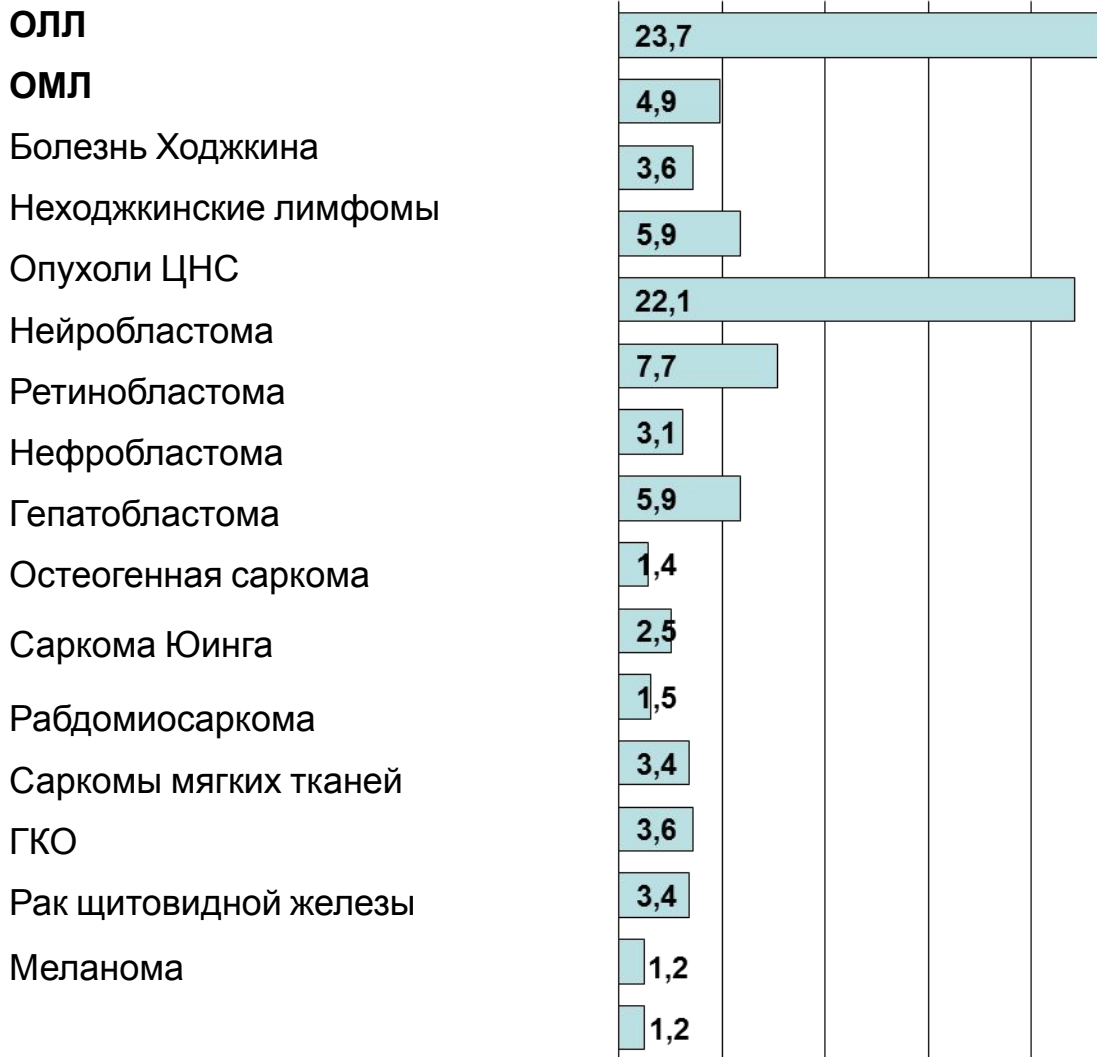 ОЛЛ
23,7
ОМЛ
4,9
Болезнь Ходжкина
3,6
Неходжкинские лимфомы
5,9
Опухоли ЦНС
22,1
Нейробластома
7,7
Ретинобластома
3,1
Нефробластома
5,9
Гепатобластома
1,4
Остеогенная саркома
2,5
Саркома Юинга
1,5
Рабдомиосаркома
3,4
Саркомы мягких тканей
3,6
ГКО
3,4
Рак щитовидной железы
1,2
Меланома
1,2